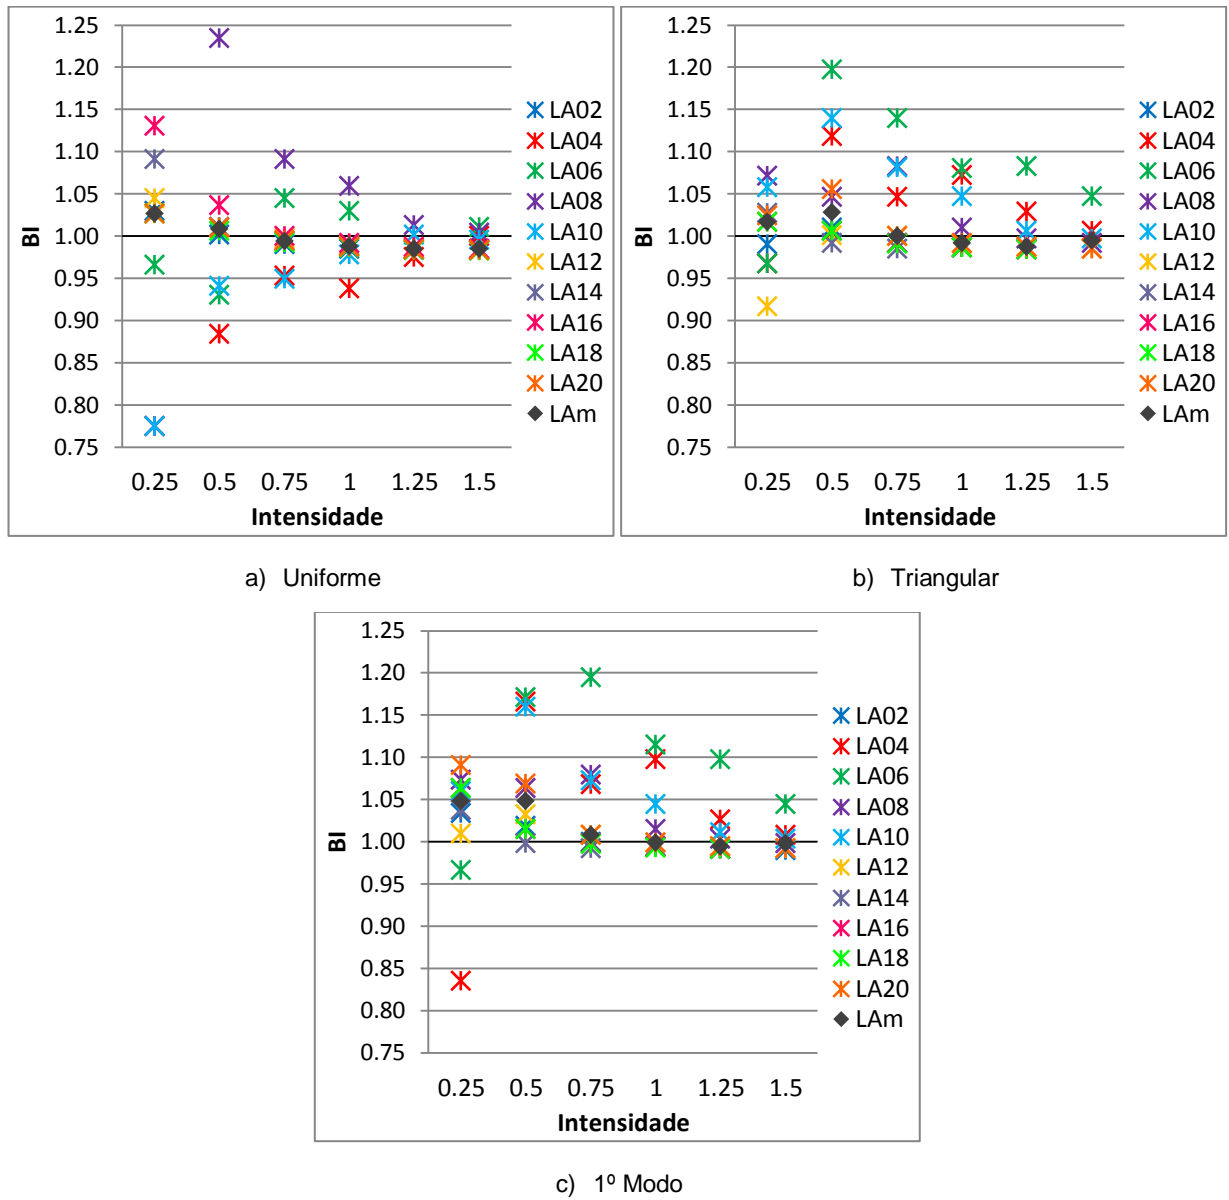 1.25
1.20
1.15
1.10
1.05
1.00
0.95
0.90
0.85
0.80
0.75
BI
0.25 0.5 0.75 1 1.25 1.5
Intensidade
LA02
LA04
LA06
LA08
LA10
LA12
LA14
LA16
LA18
LA20
LAm
a) Uniforme
1.25
1.20
1.15
1.10
1.05
1.00
0.95
0.90
0.85
0.80
0.75
BI
0.25 0.5 0.75 1 1.25 1.5
Intensidade
LA02
LA04
LA06
LA08
LA10
LA12
LA14
LA16
LA18
LA20
LAm
b) Triangular
1.25
1.20
1.15
1.10
1.05
1.00
0.95
0.90
0.85
0.80
0.75
BI
0.25 0.5 0.75 1 1.25 1.5
Intensidade
LA02
LA04
LA06
LA08
LA10
LA12
LA14
LA16
LA18
LA20
LAm
c) 1º Modo